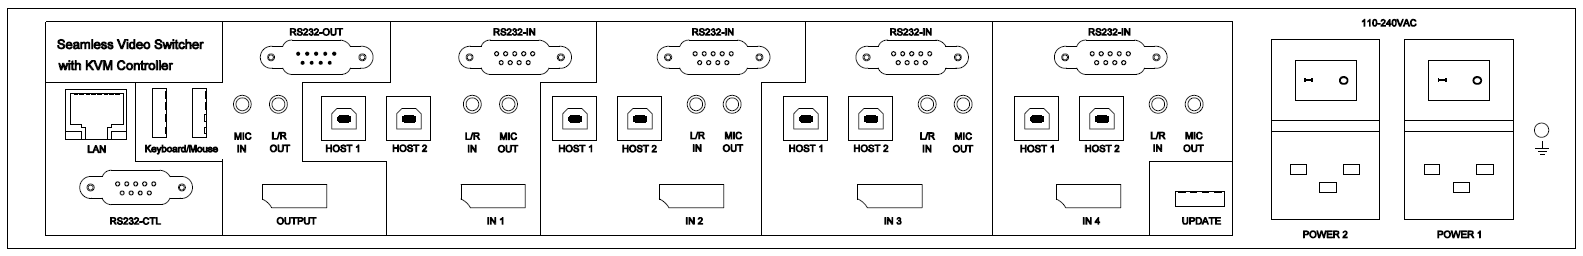 Seamless Video Switcher
with KVM Controller
RS232-OUT
RS232-IN
RS232-IN
RS232-IN
RS232-IN
110-240VAC
LAN
Keyboard/Mouse
MIC
IN
L/R
OUT
HOST 1
HOST 2
L/R
IN
MIC
OUT
HOST 1
HOST 2
L/R
IN
MIC
OUT
HOST 1
HOST 2
L/R
IN
MIC
OUT
HOST 1
HOST 2
L/R
IN
MIC
OUT
RS232-CTL
OUTPUT
IN 1
IN 2
IN 3
IN 4
UPDATE
POWER 2
POWER 1